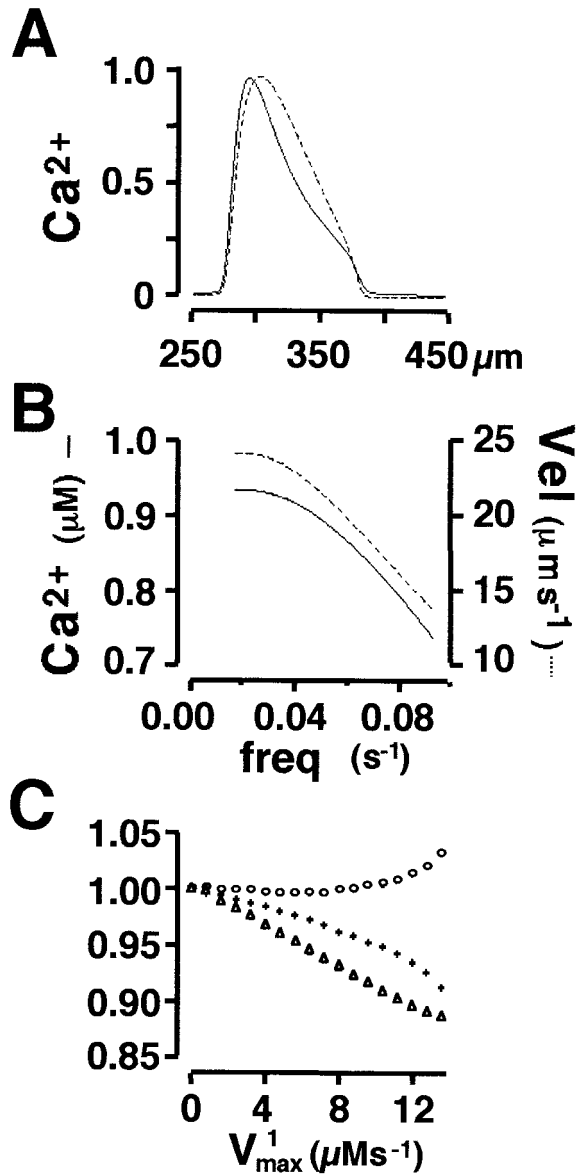 A
Ca²⁺
1.0
0.5
0
250 350 450 μm
B
Ca²⁺ (μM) —
1.0
0.9
0.8
0.7
Vel (μm s⁻¹) ....
25
20
15
10
0.00 0.04 0.08
freq (s⁻¹)
C
1.05
1.00
0.95
0.90
0.85
0 4 8 12
V¹max (μMs⁻¹)